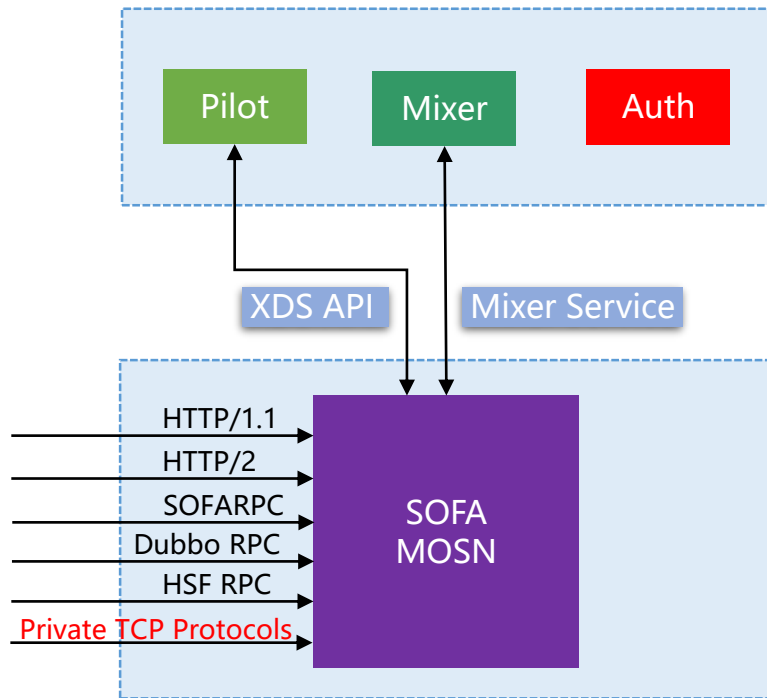 Pilot
Mixer
Auth
XDS API
Mixer Service
HTTP/1.1
HTTP/2
SOFARPC
Dubbo RPC
HSF RPC
Private TCP Protocols
SOFA
MOSN